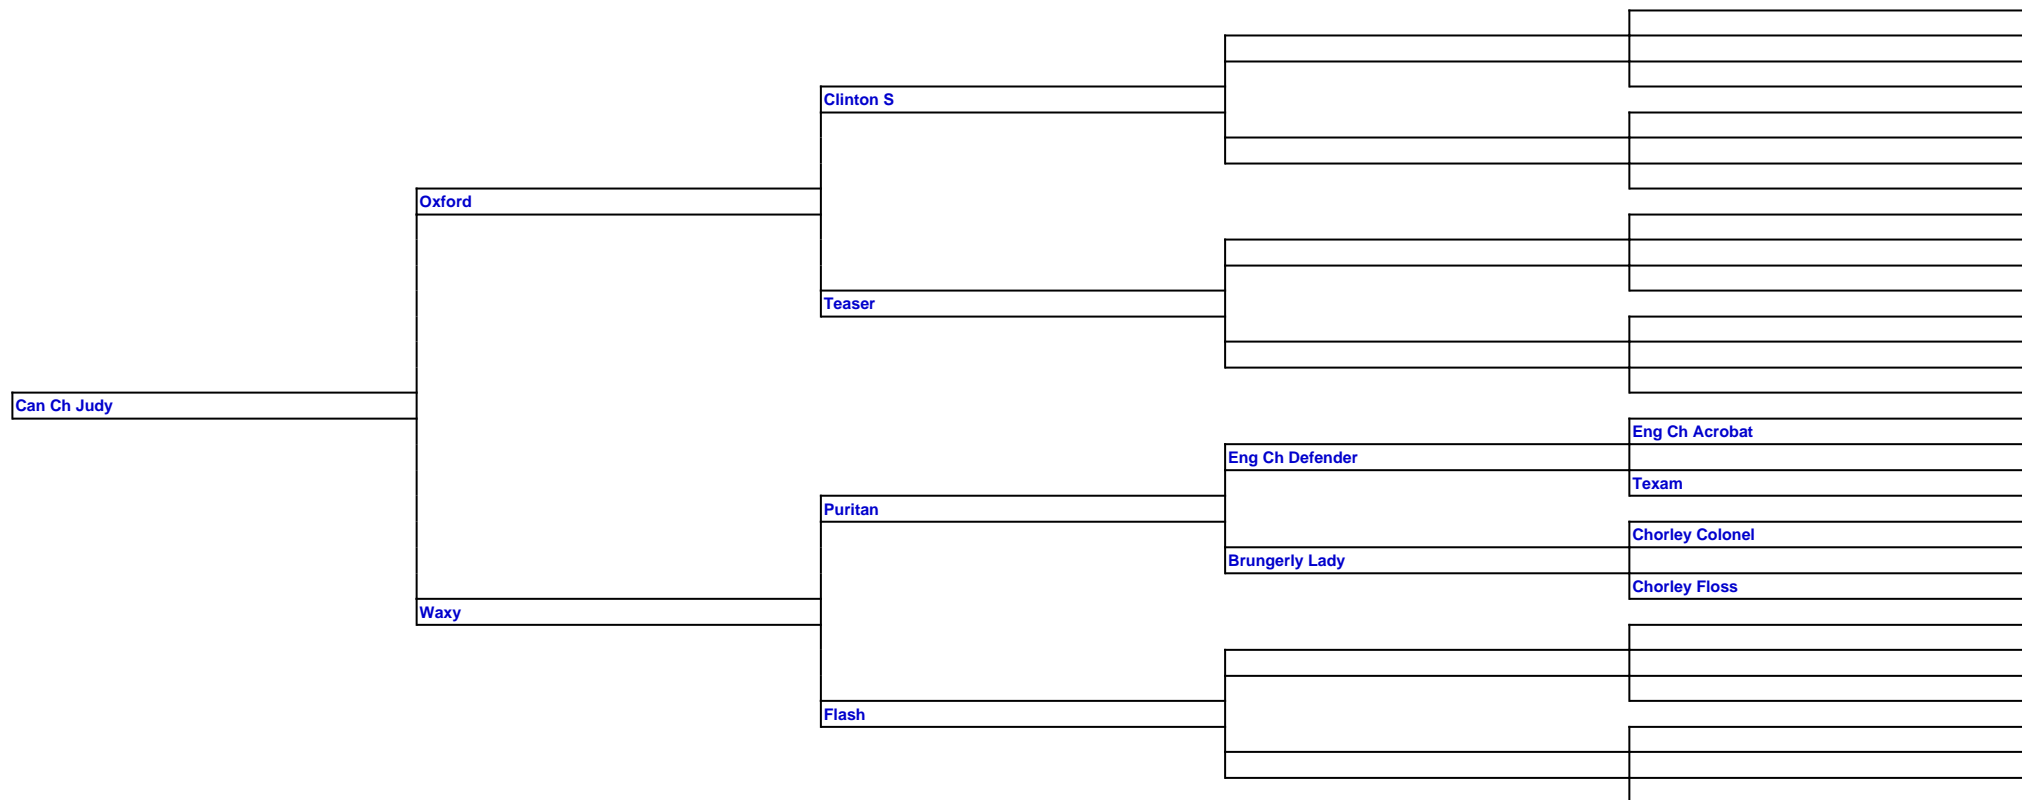 Clinton S
Oxford
Teaser
Can Ch Judy
Eng Ch Acrobat
Eng Ch Defender
Texam
Puritan
Chorley Colonel
Brungerly Lady
Chorley Floss
Waxy
Flash